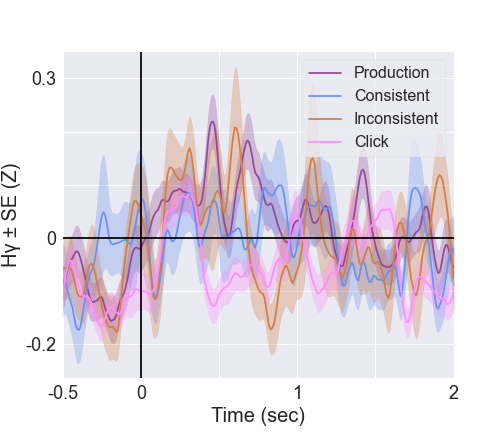 Production
Consistent
Inconsistent
Click
0.3
0
-0.2
Hγ ± SE (Z)
-0.5
0
1
2
Time (sec)